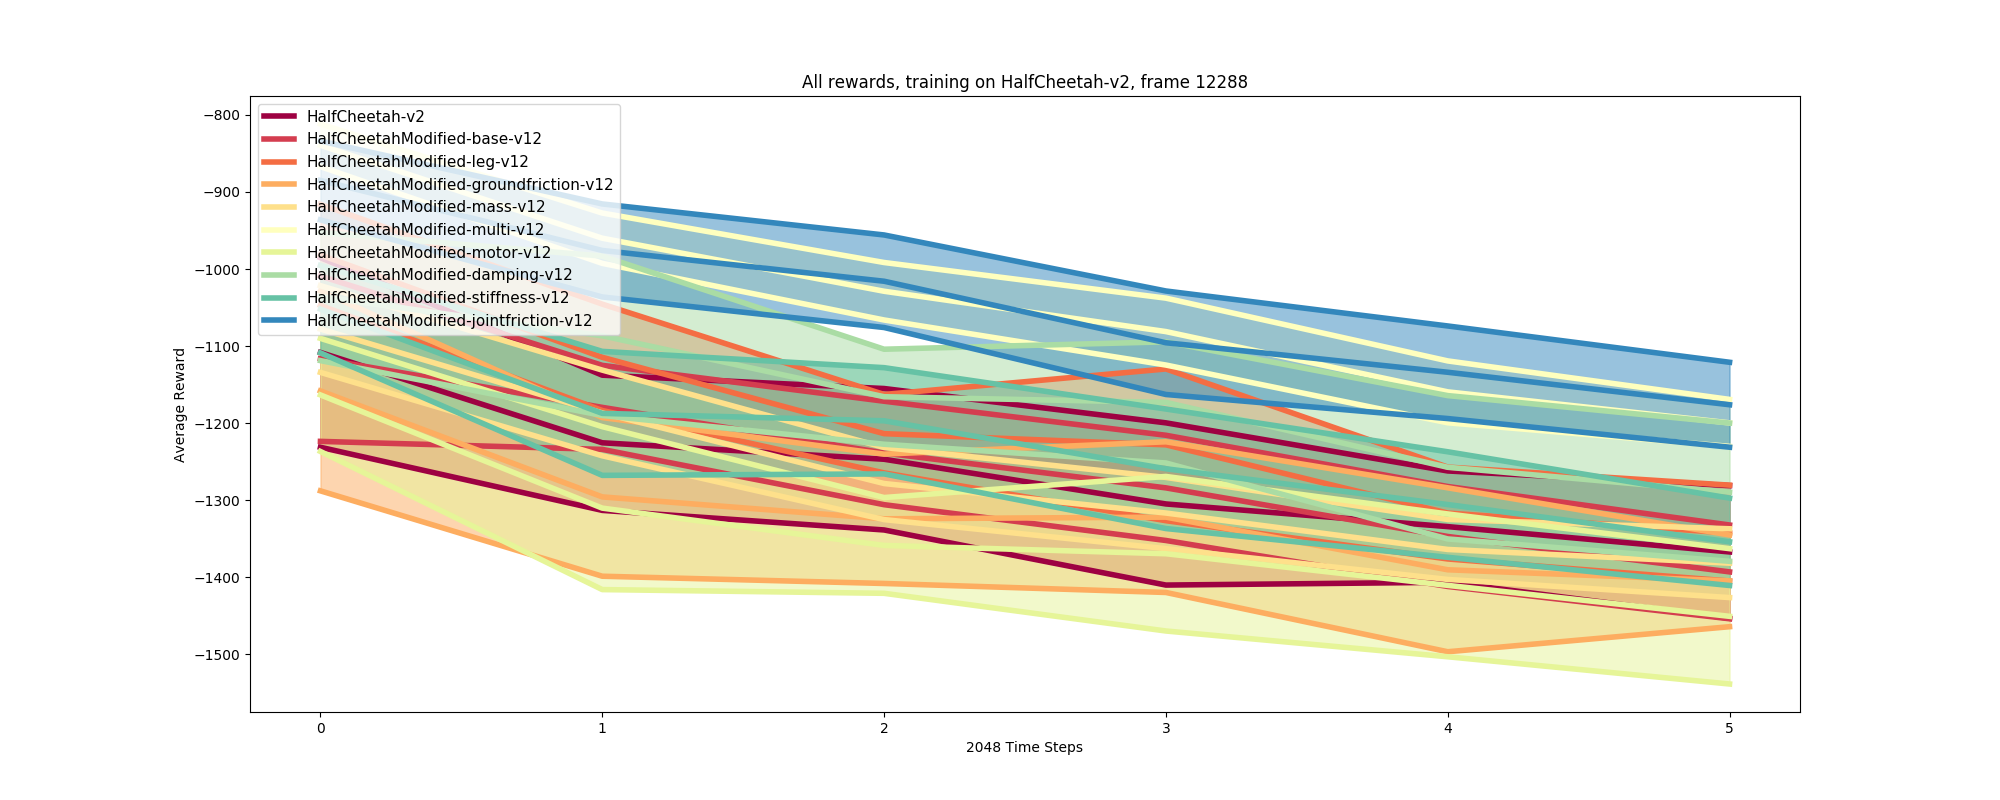 All rewards, training on HalfCheetah-v2, frame 12288
−800
−900
−1000
−1100
−1200
−1300
−1400
−1500
Average Reward
HalfCheetah-v2
HalfCheetahModified-base-v12
HalfCheetahModified-leg-v12
HalfCheetahModified-groundfriction-v12
HalfCheetahModified-mass-v12
HalfCheetahModified-multi-v12
HalfCheetahModified-motor-v12
HalfCheetahModified-damping-v12
HalfCheetahModified-stiffness-v12
HalfCheetahModified-jointfriction-v12
0 1 2 3 4 5
2048 Time Steps